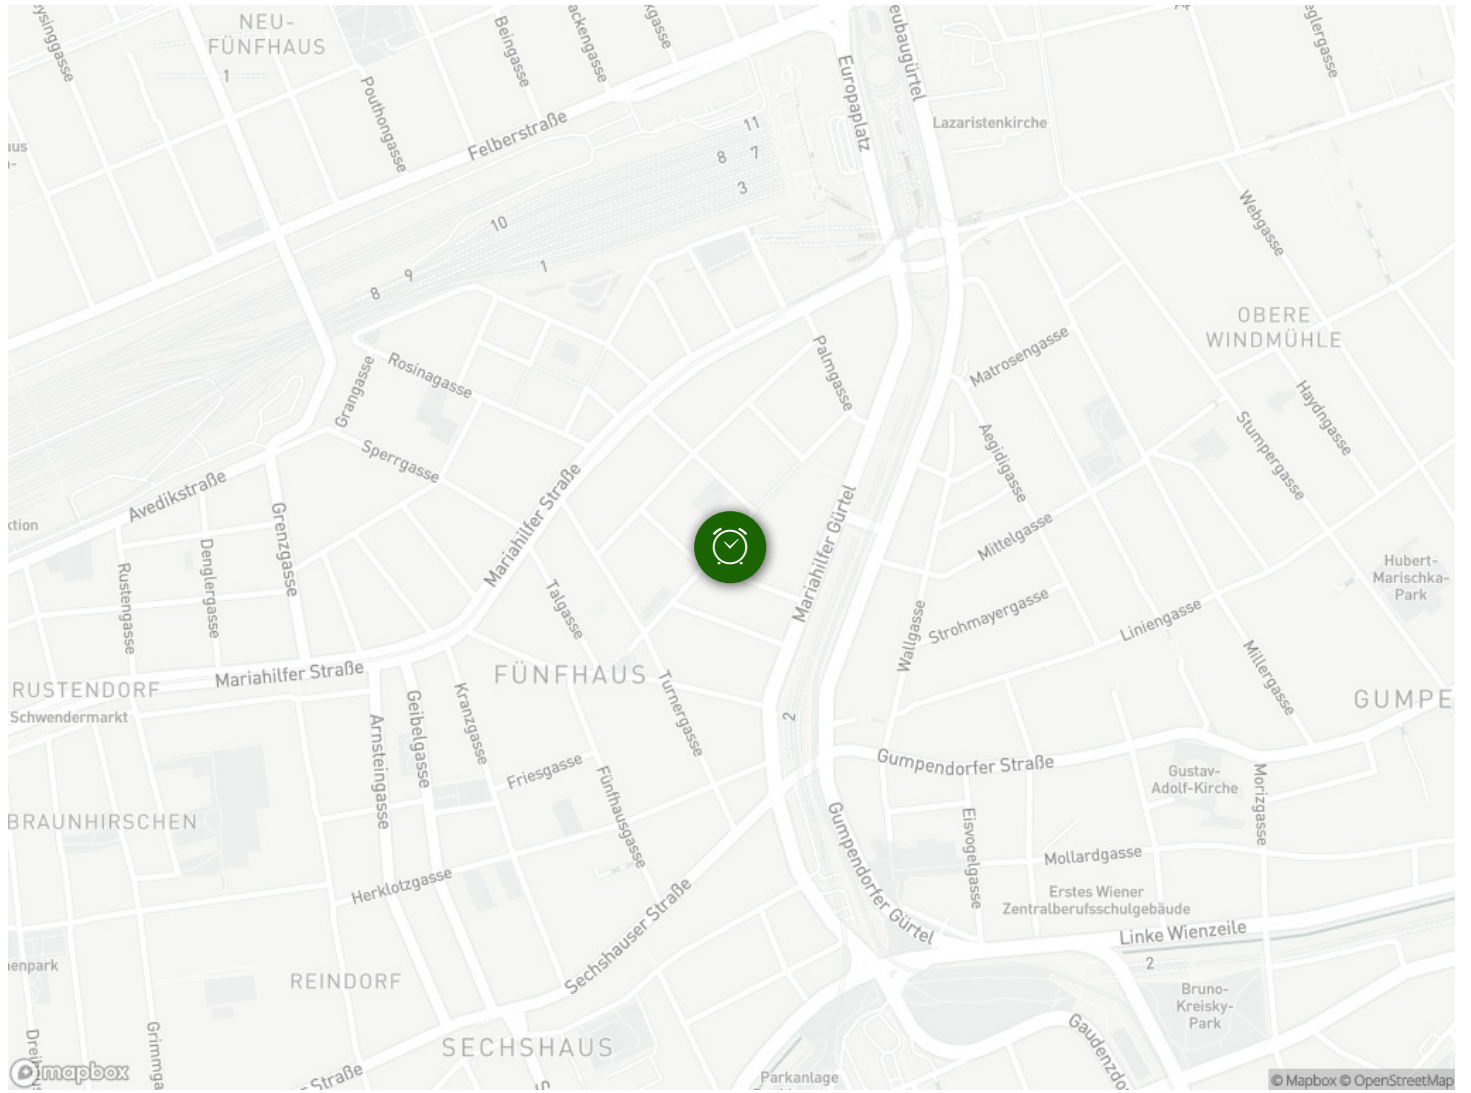 NEU-
FÜNFHAUS
1
Beingasse
Pouthongasse
Felberstraße
Europaplatz
Lazaristenkirche
11
8
7
3
10
9
8
1
Webgasse
OBERE
WINDMÜHLE
Rosinagasse
Grangasse
Palmgasse
Matrosengasse
Haydngasse
Stumpergasse
Sperrgasse
Aegidigasse
Avedikstraße
Mariahilfer Straße
Mariahilfer Gürtel
Mittelgasse
Grenzgasse
Denglergasse
Rustengasse
Talgasse
Hubert-
Marischka-
Park
Strohmayergasse
Liniengasse
Wallgasse
Millergasse
Mariahilfer Straße
FÜNFHAUS
RUSTENDORF
Schwendermarkt
Turnergasse
Kranzgasse
Geibelgasse
Arnsteingasse
2
GUMPE
Gumpendorfer Straße
Friesgasse
Fünfhausgasse
Gustav-
Adolf-Kirche
Morizgasse
BRAUNHIRSCHEN
Eisvogelgasse
Mollardgasse
Herklotzgasse
Gumpendorfer Gürtel
Erstes Wiener
Zentralberufsschulgebäude
Sechshauser Straße
Linke Wienzeile
2
enpark
REINDORF
Bruno-
Kreisky-
Park
Gaudenzdo
Grimmga
SECHSHAUS
Parkanlage
mapbox
© Mapbox © OpenStreetMap